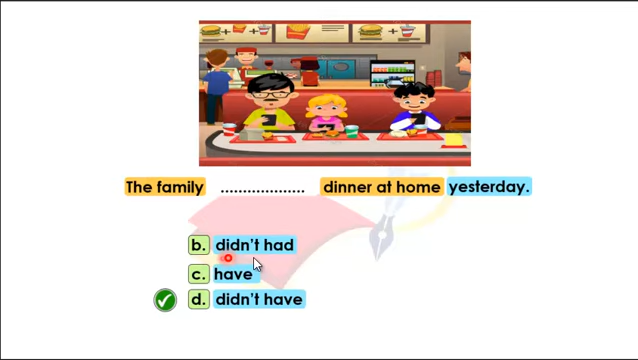 The family ................... dinner at home yesterday.
b. didn't had
c. have
d. didn't have